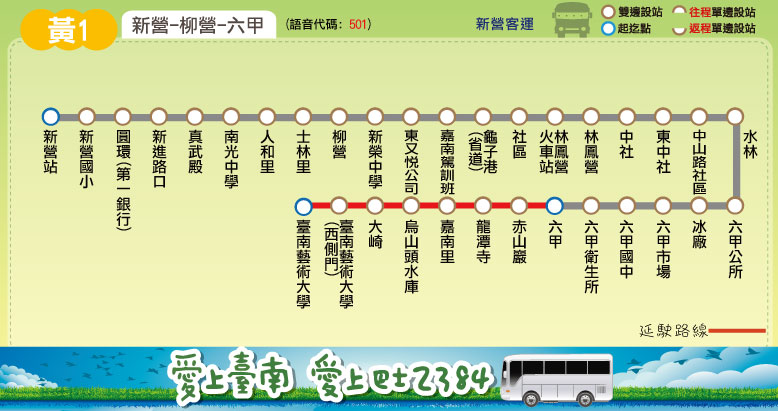 黃1
新營-柳營-六甲
(語音代碼: 501)
新營客運
雙邊設站
往程單邊設站
起訖點
返程單邊設站
新營站
新營國小
圓環(第一銀行)
新進路口
真武殿
南光中學
人和里
士林里
柳營
新榮中學
東又悅公司
嘉南駕訓班
龜子港
(省道)
社區
林鳳營
火車站
林鳳營
中社
東中社
中山路社區
水林
臺南藝術大學
臺南藝術大學
(西側門)
大崎
烏山頭水庫
嘉南里
龍潭寺
赤山巖
六甲
六甲衛生所
六甲國中
六甲市場
冰廠
六甲公所
延駛路線
愛上臺南 愛上巴士2384